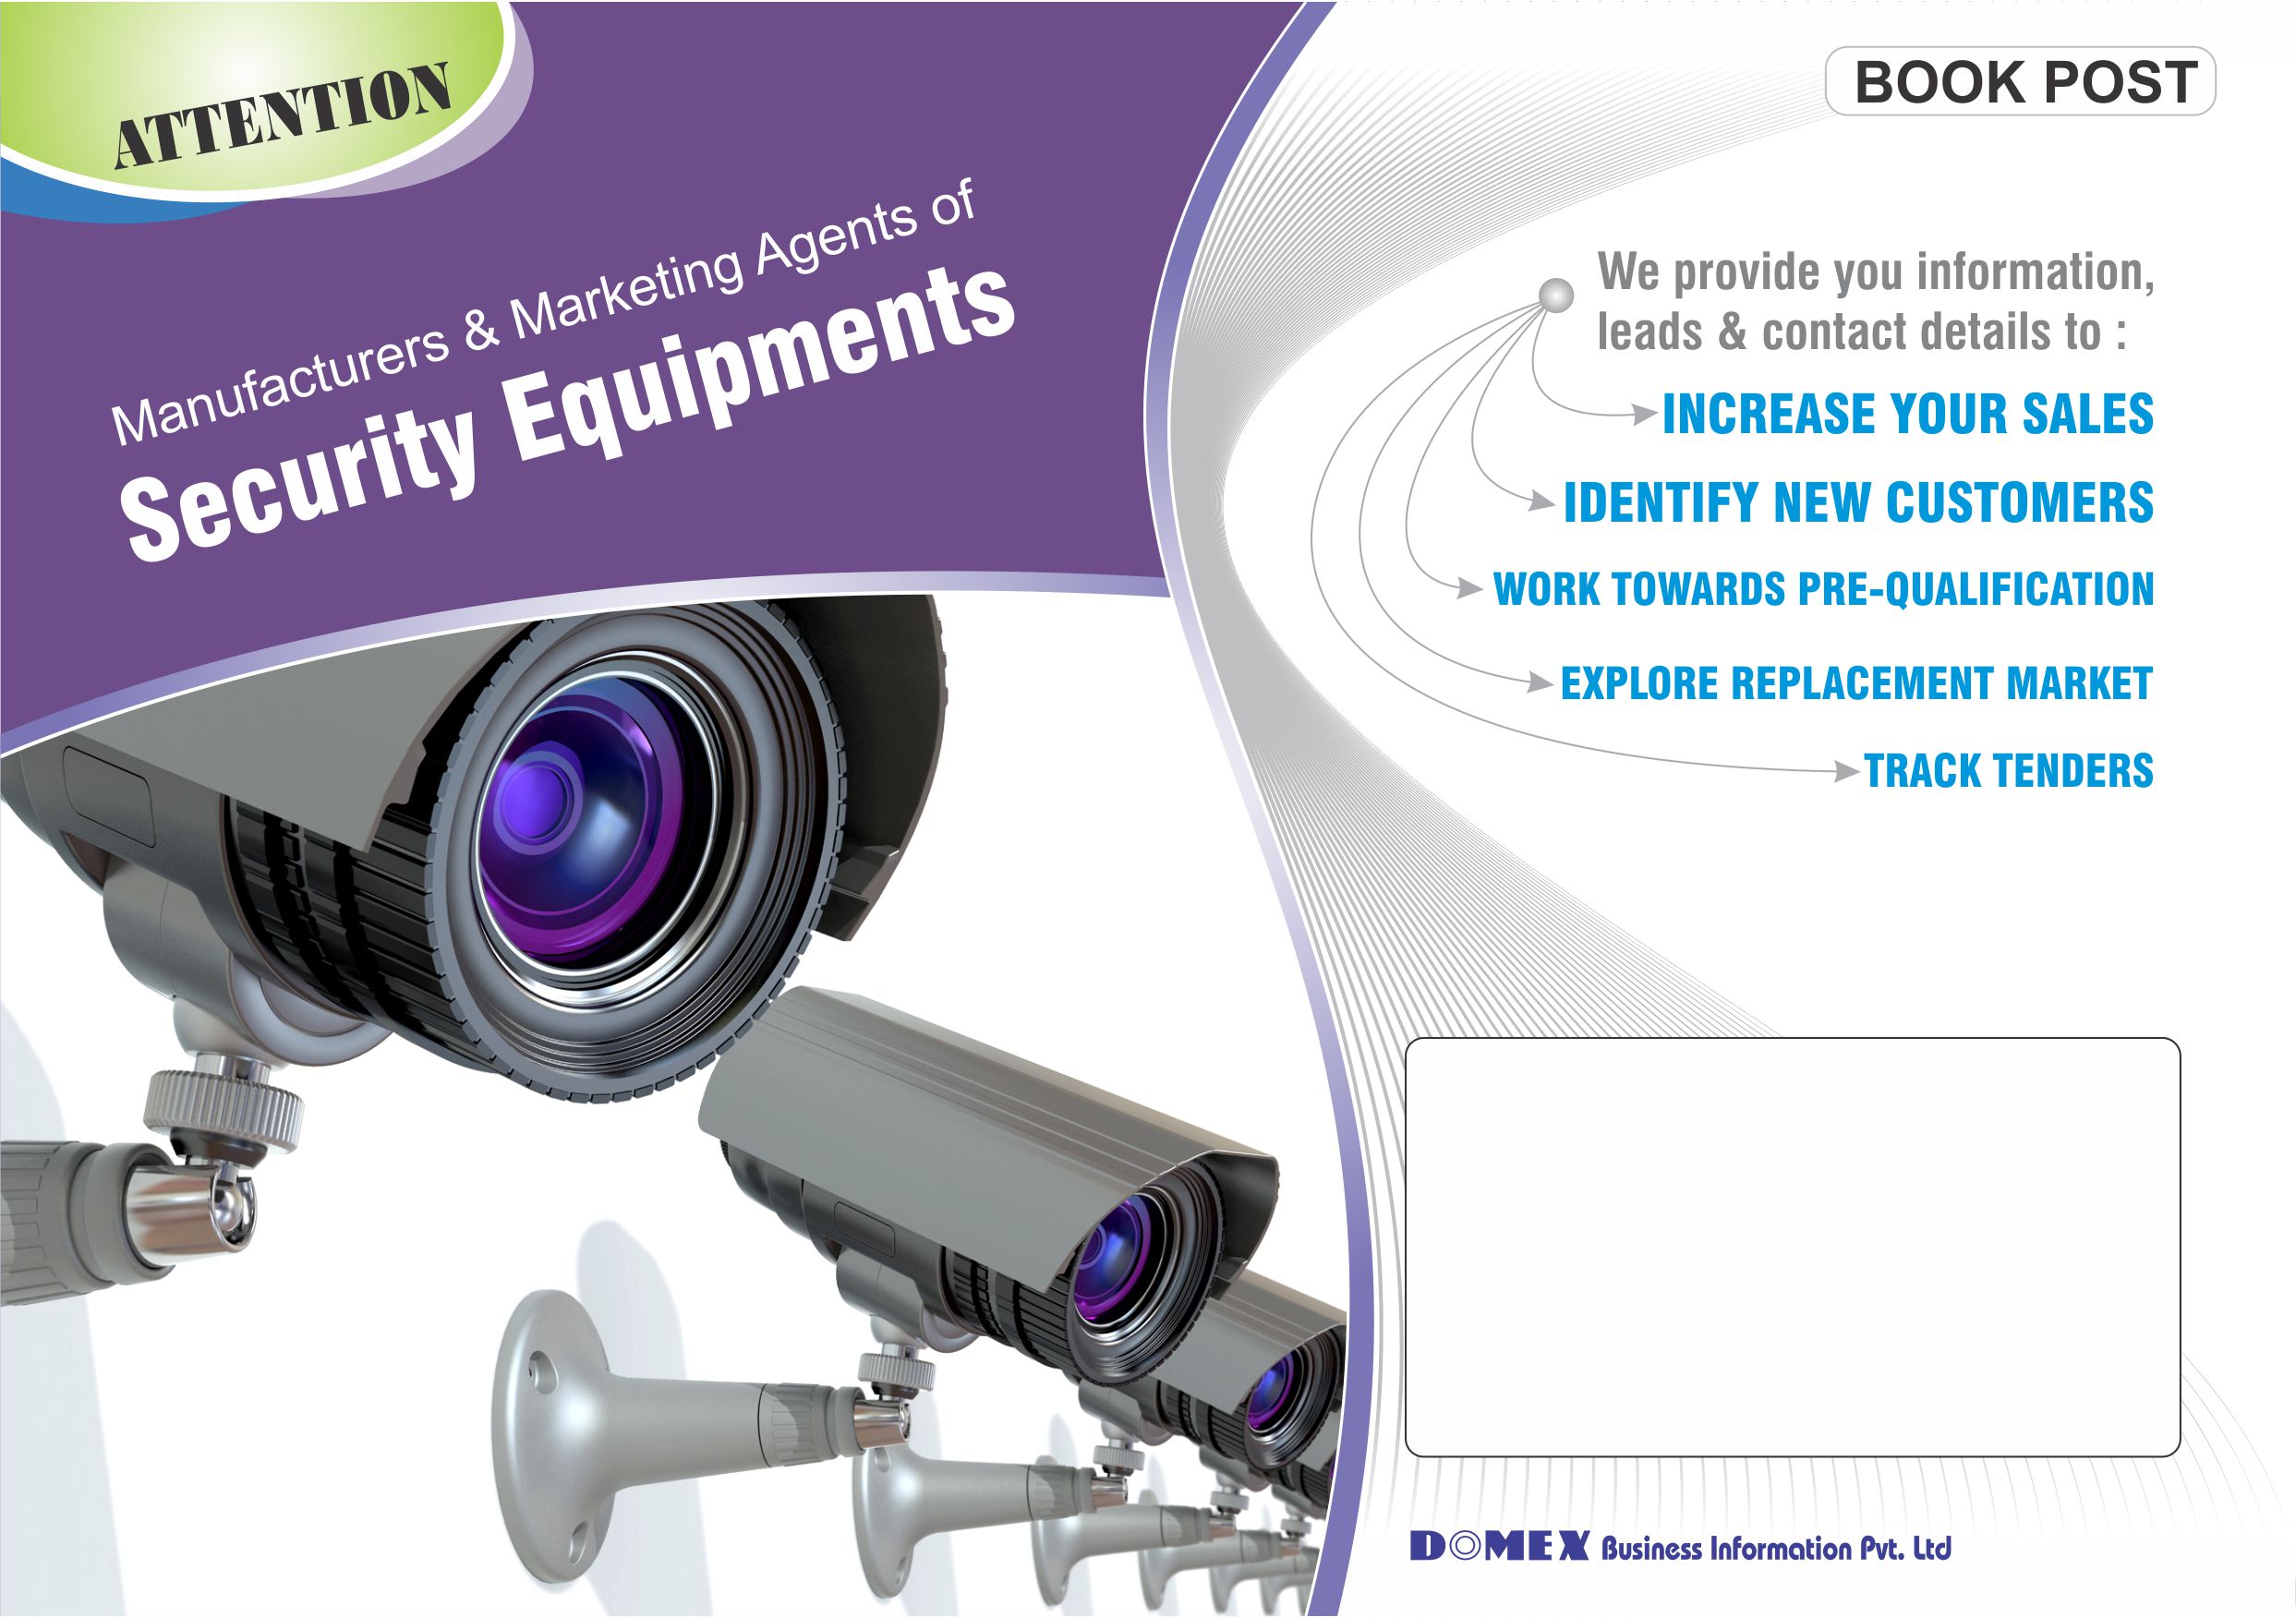 ATTENTION
Manufacturers & Marketing Agents of
Security Equipments
BOOK POST
We provide you information,
leads & contact details to :
INCREASE YOUR SALES
IDENTIFY NEW CUSTOMERS
WORK TOWARDS PRE-QUALIFICATION
EXPLORE REPLACEMENT MARKET
TRACK TENDERS
DOMEX Business Information Pvt. Ltd